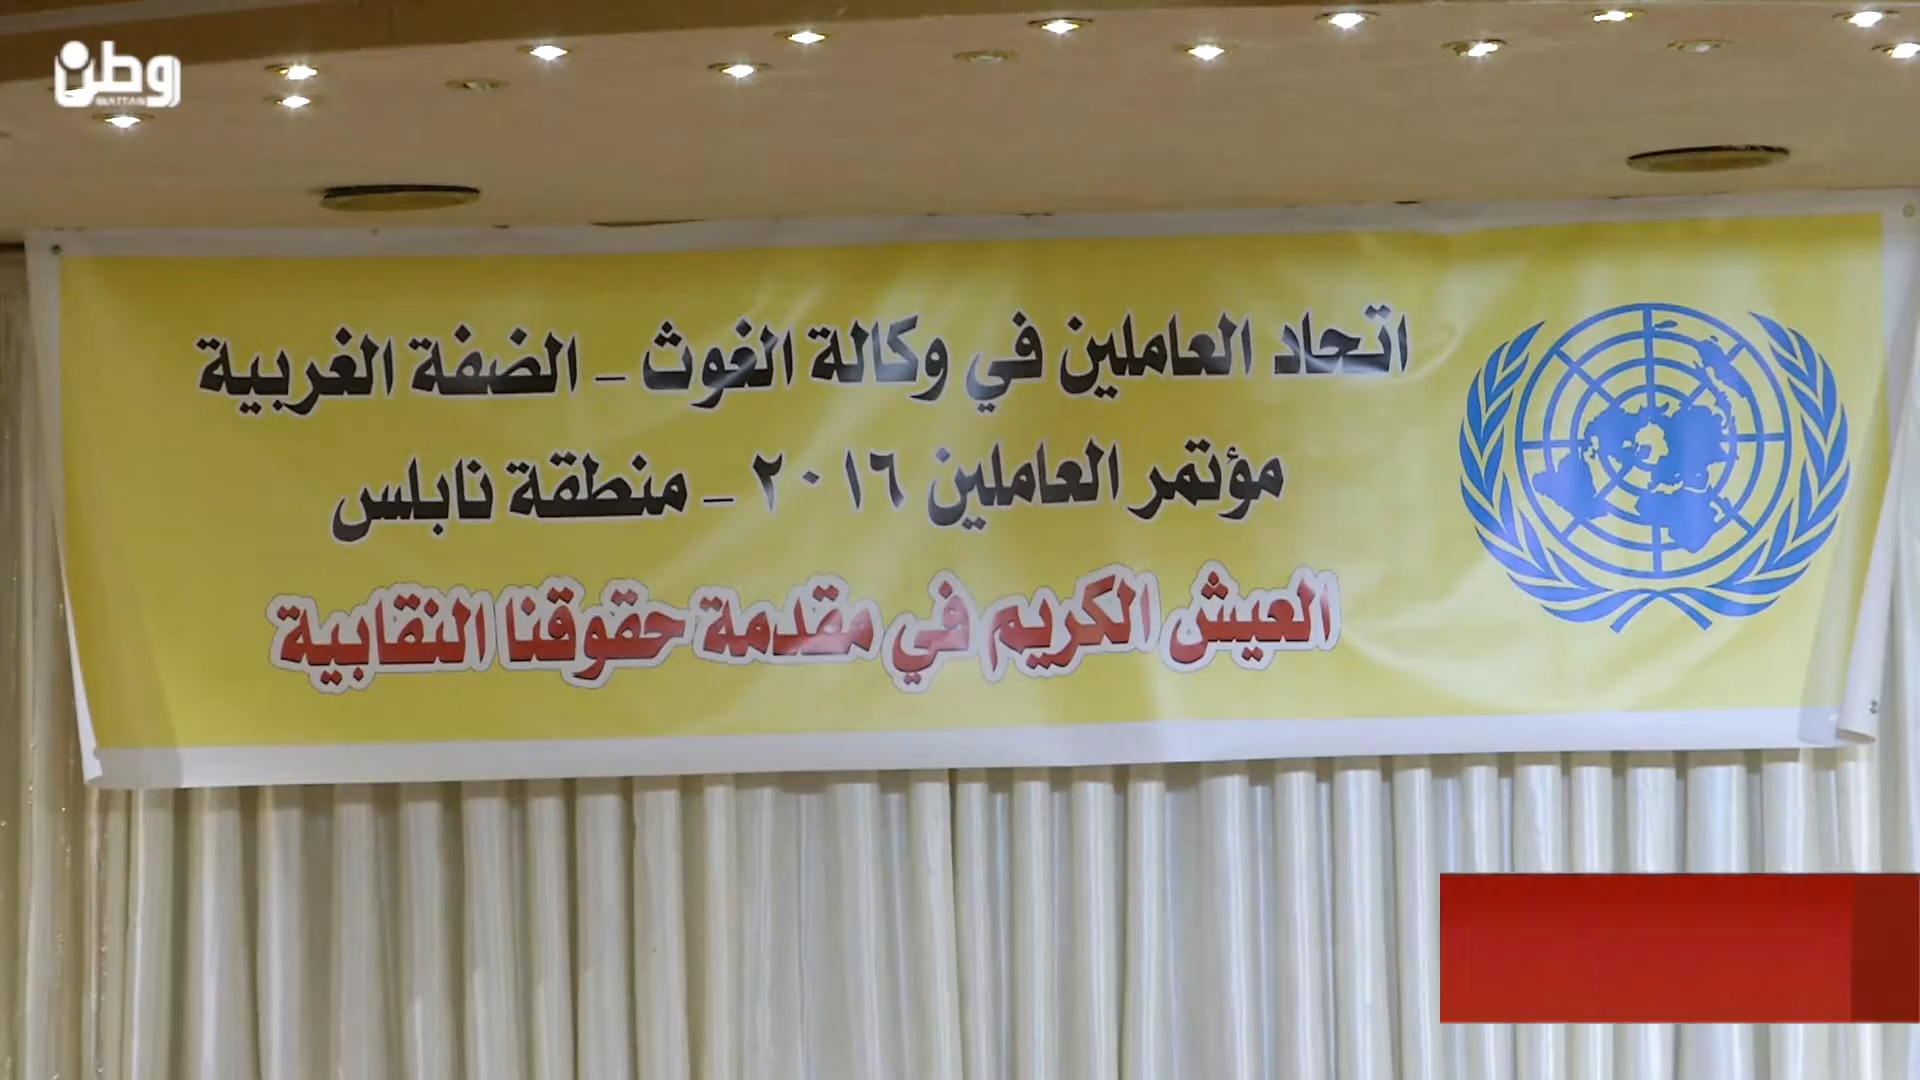 وطن
WATTAN
اتحاد العاملين في وكالة الغوث - الضفة الغربية
مؤتمر العاملين ٢٠١٦ - منطقة نابلس
العيش الكريم في مقدمة حقوقنا النقابية